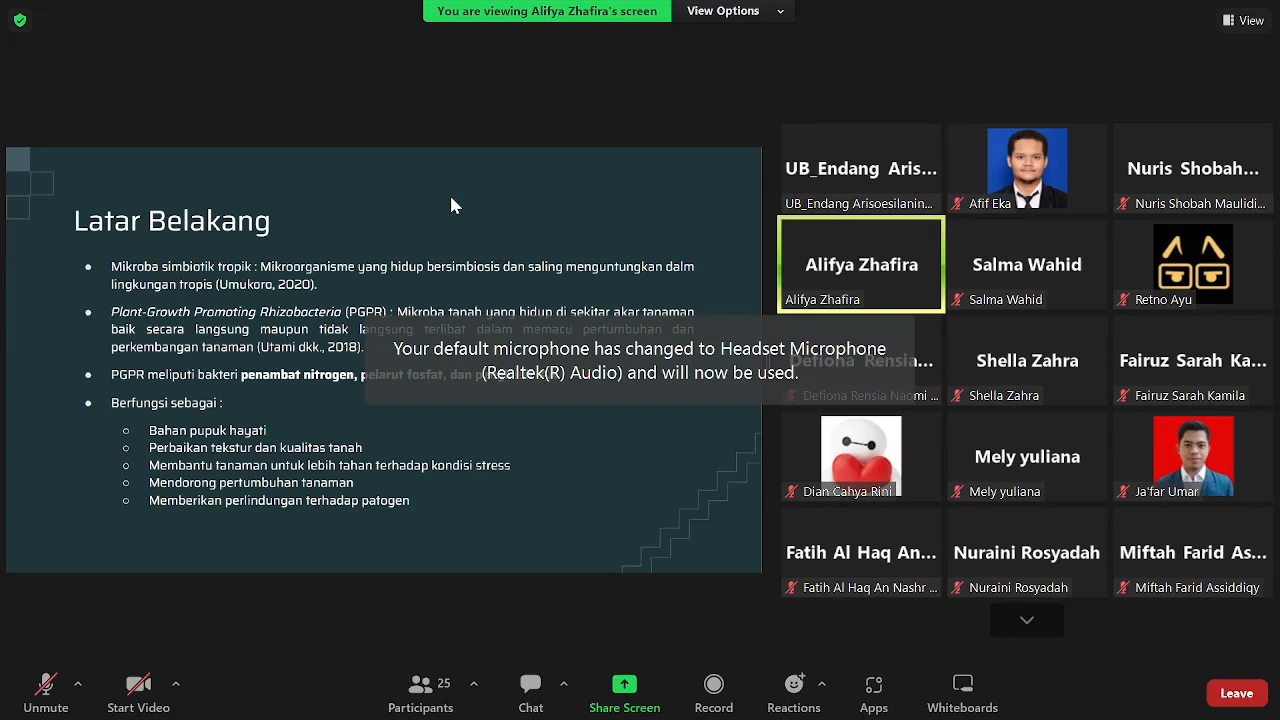 You are viewing Alifya Zhafira's screen
View Options
View
Latar Belakang
Mikroba simbiotik tropik : Mikroorganisme yang hidup bersimbiosis dan saling menguntungkan dalm
lingkungan tropis (Umukoro, 2020).
Plant-Growth Promoting Rhizobacteria (PGPR) : Mikroba tanah yang hidup di sekitar akar tanaman
baik secara langsung maupun tidak langsung terlibat dalam memacu pertumbuhan dan
perkembangan tanaman (Utami dkk., 2018).
PGPR meliputi bakteri penambat nitrogen, pelarut fosfat, dan
Berfungsi sebagai :
Bahan pupuk hayati
Perbaikan tekstur dan kualitas tanah
Membantu tanaman untuk lebih tahan terhadap kondisi stress
Mendorong pertumbuhan tanaman
Memberikan perlindungan terhadap patogen
Your default microphone has changed to Headset Microphone
(Realtek(R) Audio) and will now be used.
UB_Endang Aris...
UB_Endang Arisoesilanin...
Afif Eka
Nuris Shobah...
Nuris Shobah Maulidi...
Alifya Zhafira
Alifya Zhafira
Salma Wahid
Salma Wahid
Retno Ayu
Defiona Rensia...
Defiona Rensia Naomi ...
Shella Zahra
Shella Zahra
Fairuz Sarah Ka...
Fairuz Sarah Kamila
Dian Cahya Rini
Mely yuliana
Mely yuliana
Ja'far Umar
Fatih Al Haq An...
Fatih Al Haq An Nashr ...
Nuraini Rosyadah
Nuraini Rosyadah
Miftah Farid As...
Miftah Farid Assiddiqy
Unmute
Start Video
25
Participants
Chat
Share Screen
Record
Reactions
Apps
Whiteboards
Leave